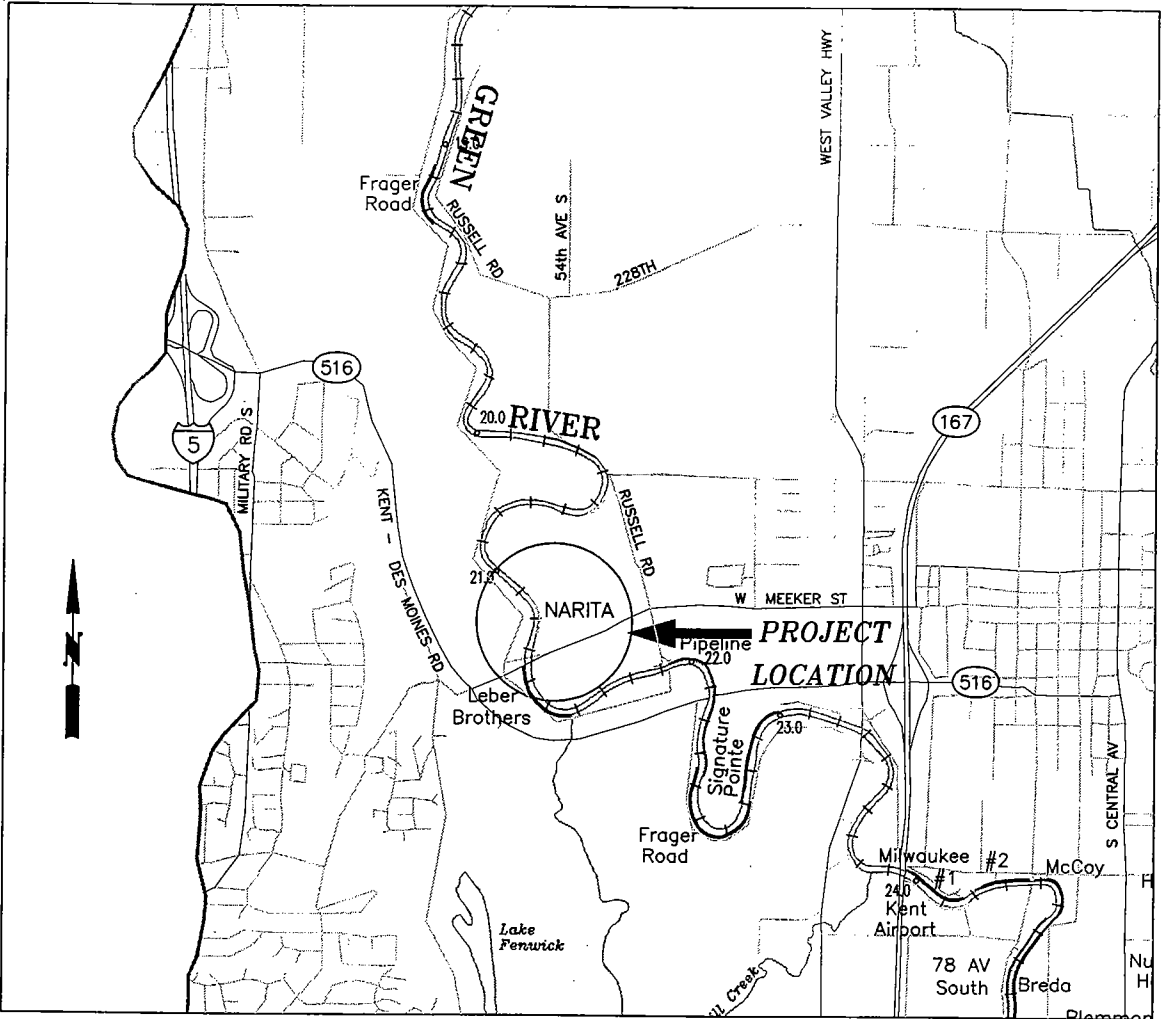 WEST VALLEY HWY
GREEN
Frager
Road
RUSSELL RD
54th AVE S
228TH
516
5
MILITARY RD S
20.0
RIVER
167
KENT – DES MOINES RD
RUSSELL RD
NARITA
W MEEKER ST
PROJECT
LOCATION
Pipeline
22.0
516
N
Leber
Brothers
Signature
Pointe
23.0
S CENTRAL AV
Frager
Road
Milwaukee
#1
#2
McCoy
24.0
Kent
Airport
Lake
Fenwick
78 AV
South
Breda
Creek